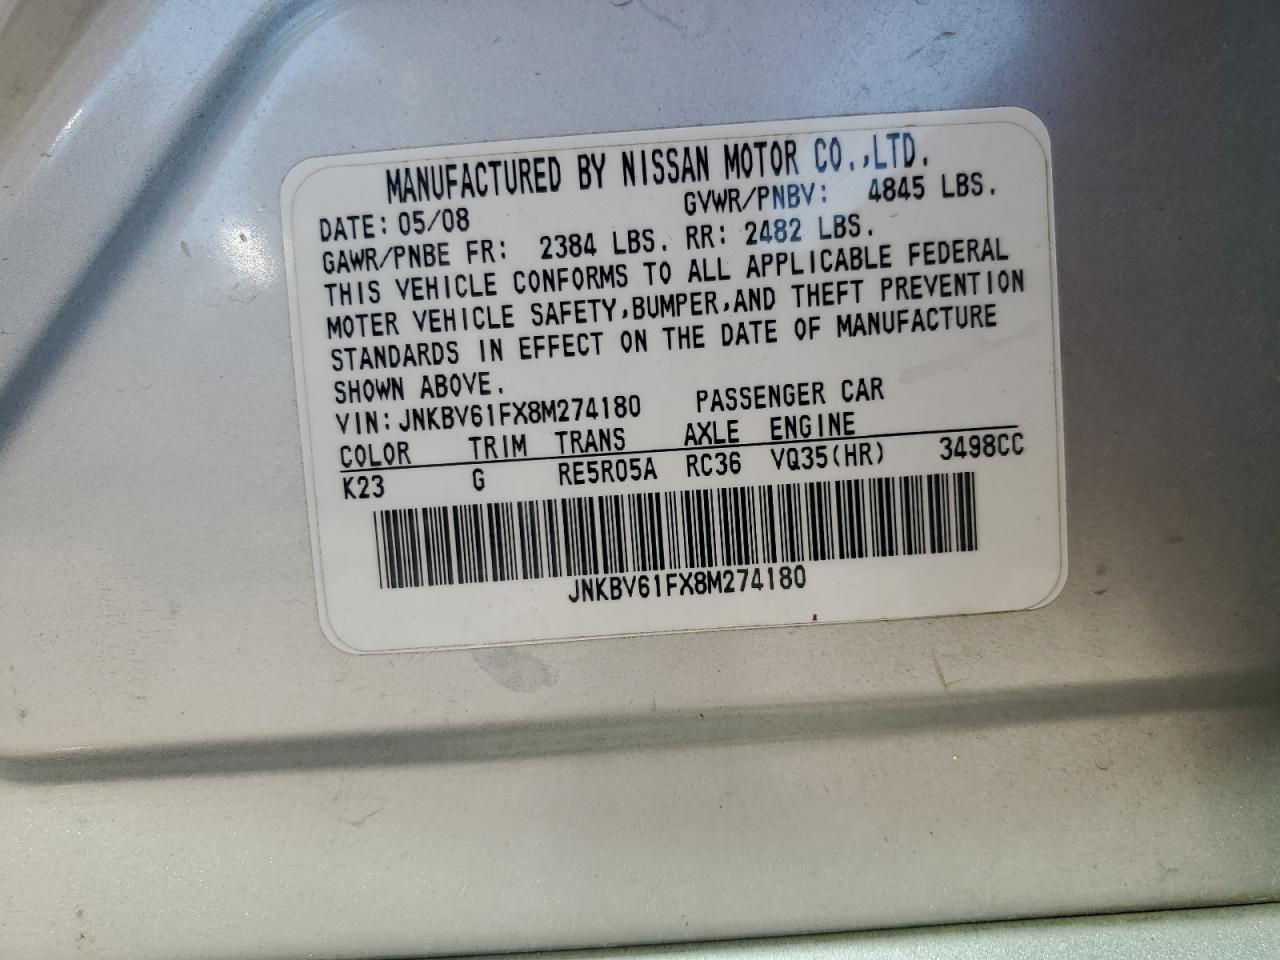 MANUFACTURED BY NISSAN MOTOR CO.,LTD.
DATE: 05/08 GVWR/PNBV: 4845 LBS.
GAWR/PNBE FR: 2384 LBS. RR: 2482 LBS.
THIS VEHICLE CONFORMS TO ALL APPLICABLE FEDERAL
MOTER VEHICLE SAFETY,BUMPER,AND THEFT PREVENTION
STANDARDS IN EFFECT ON THE DATE OF MANUFACTURE
SHOWN ABOVE.
VIN: JNKBV61FX8M274180 PASSENGER CAR
COLOR TRIM TRANS AXLE ENGINE
K23 G RE5R05A RC36 VQ35(HR) 3498CC
JNKBV61FX8M274180